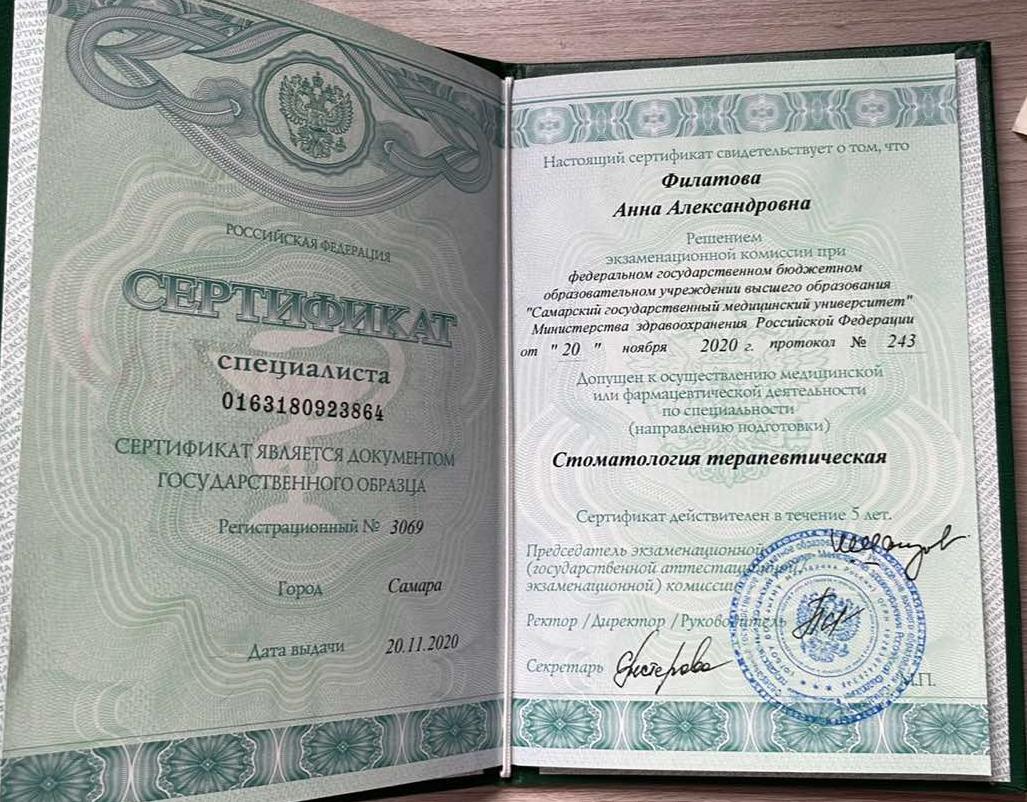 РОССИЙСКАЯ ФЕДЕРАЦИЯ
СЕРТИФИКАТ
специалиста
0163180923864
СЕРТИФИКАТ ЯВЛЯЕТСЯ ДОКУМЕНТОМ
ГОСУДАРСТВЕННОГО ОБРАЗЦА
Регистрационный № 3069
Город Самара
Дата выдачи 20.11.2020
Настоящий сертификат свидетельствует о том, что
Филатова
Анна Александровна
Решением
экзаменационной комиссии при
федеральном государственном бюджетном
образовательном учреждении высшего образования
"Самарский государственный медицинский университет"
Министерства здравоохранения Российской Федерации
от "20" ноября 2020 г. протокол № 243
Допущен к осуществлению медицинской
или фармацевтической деятельности
по специальности
(направлению подготовки)
Стоматология терапевтическая
Сертификат действителен в течение 5 лет.
Председатель экзаменационной
(государственной аттестационной,
экзаменационной) комиссии
Ректор /Директор /Руководитель
Секретарь
М.П.